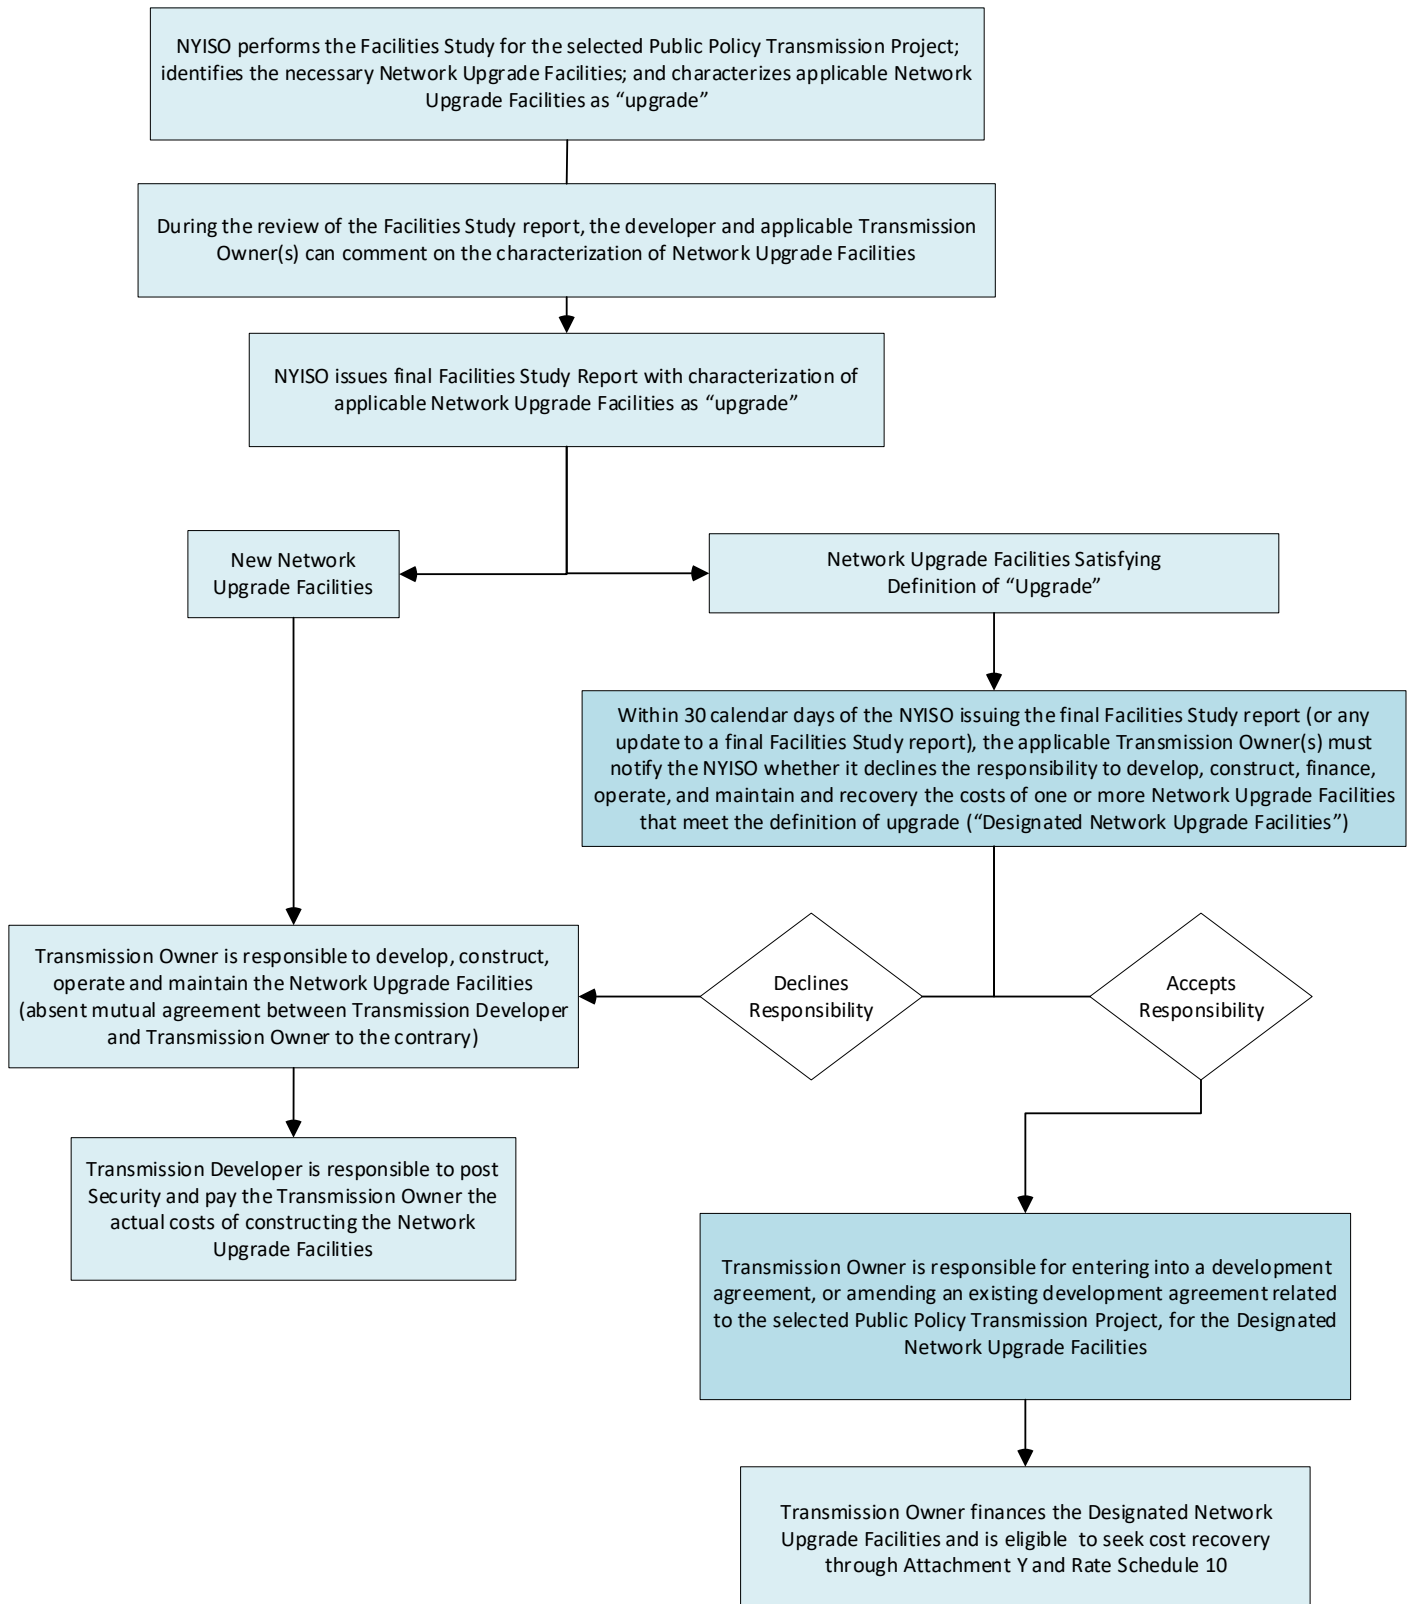 NYISO performs the Facilities Study for the selected Public Policy Transmission Project;
identifies the necessary Network Upgrade Facilities; and characterizes applicable Network
Upgrade Facilities as “upgrade”
During the review of the Facilities Study report, the developer and applicable Transmission
Owner(s) can comment on the characterization of Network Upgrade Facilities
NYISO issues final Facilities Study Report with characterization of
applicable Network Upgrade Facilities as “upgrade”
New Network
Upgrade Facilities
Network Upgrade Facilities Satisfying
Definition of “Upgrade”
Within 30 calendar days of the NYISO issuing the final Facilities Study report (or any
update to a final Facilities Study report), the applicable Transmission Owner(s) must
notify the NYISO whether it declines the responsibility to develop, construct, finance,
operate, and maintain and recovery the costs of one or more Network Upgrade Facilities
that meet the definition of upgrade (“Designated Network Upgrade Facilities”)
Transmission Owner is responsible to develop, construct,
operate and maintain the Network Upgrade Facilities
(absent mutual agreement between Transmission Developer
and Transmission Owner to the contrary)
Declines
Responsibility
Accepts
Responsibility
Transmission Developer is responsible to post
Security and pay the Transmission Owner the
actual costs of constructing the Network
Upgrade Facilities
Transmission Owner is responsible for entering into a development
agreement, or amending an existing development agreement related
to the selected Public Policy Transmission Project, for the Designated
Network Upgrade Facilities
Transmission Owner finances the Designated Network
Upgrade Facilities and is eligible to seek cost recovery
through Attachment Y and Rate Schedule 10